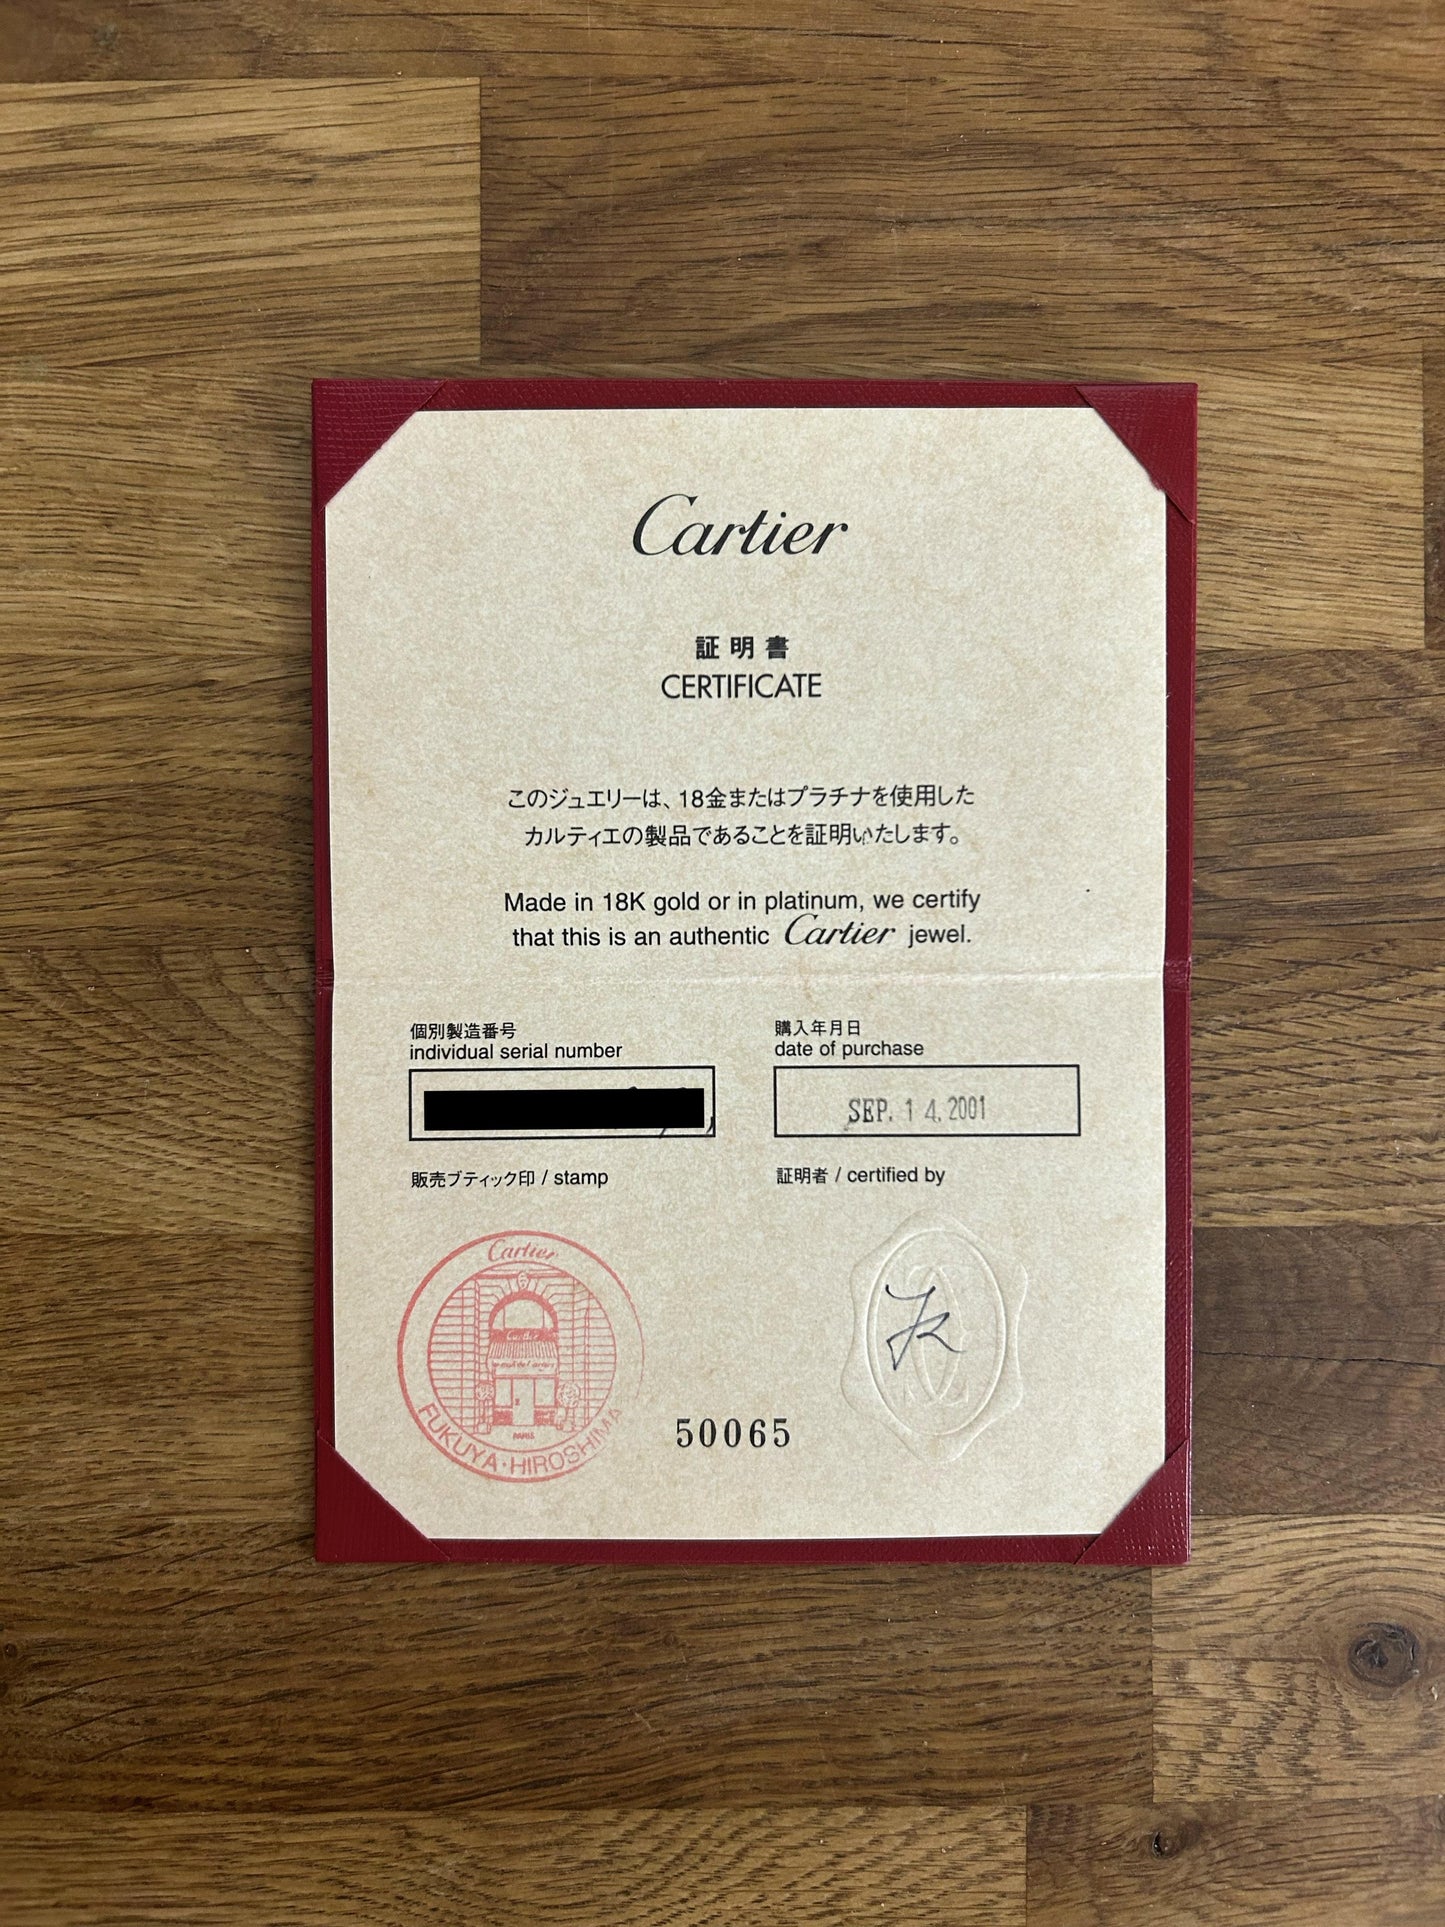 Cartier
証明書
CERTIFICATE
このジュエリーは、18金またはプラチナを使用した
カルティエの製品であることを証明いたします。
Made in 18K gold or in platinum, we certify
that this is an authentic Cartier jewel.
個別製造番号
individual serial number
購入年月日
date of purchase
SEP. 14. 2001
販売ブティック印 / stamp
証明者 / certified by
Cartier
Cartier
PARIS
FUKUYA・HIROSHIMA
50065